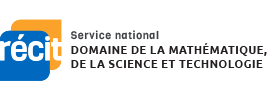 récit
Service national
DOMAINE DE LA MATHÉMATIQUE,
DE LA SCIENCE ET TECHNOLOGIE